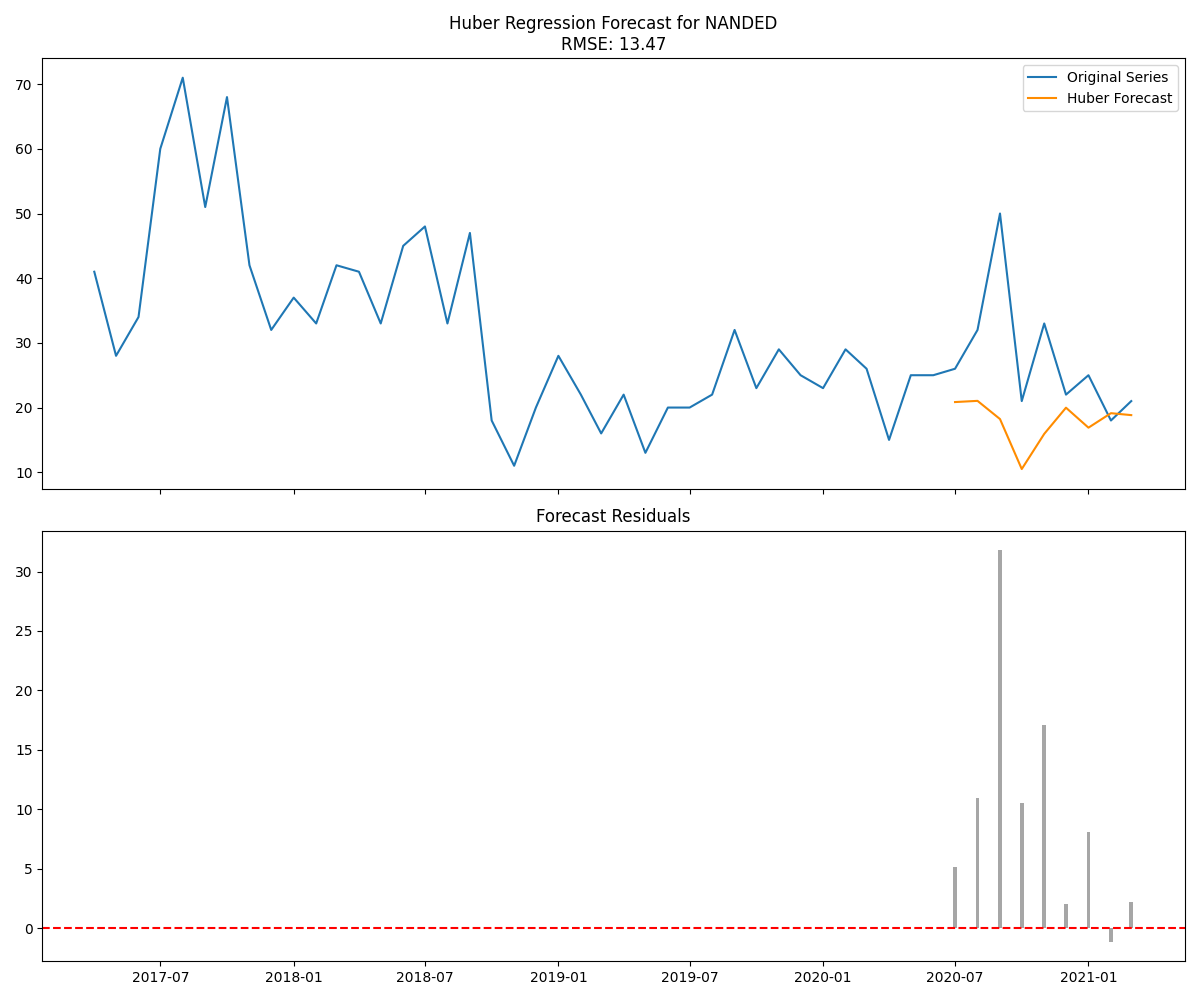 Huber Regression Forecast for NANDED
RMSE: 13.47
Original Series
Huber Forecast
70
60
50
40
30
20
10
Forecast Residuals
30
25
20
15
10
5
0
2017-07 2018-01 2018-07 2019-01 2019-07 2020-01 2020-07 2021-01